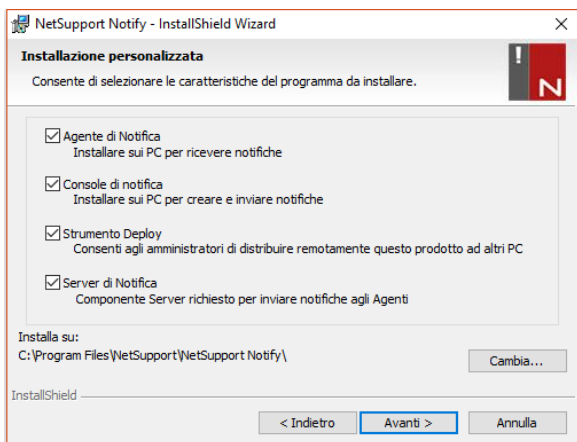 NetSupport Notify - InstallShield Wizard
Installazione personalizzata
Consente di selezionare le caratteristiche del programma da installare.
! N
Agente di Notifica
Installare sui PC per ricevere notifiche
Console di notifica
Installare sui PC per creare e inviare notifiche
Strumento Deploy
Consenti agli amministratori di distribuire remotamente questo prodotto ad altri PC
Server di Notifica
Componente Server richiesto per inviare notifiche agli Agenti
Installa su:
C:\Program Files\NetSupport\NetSupport Notify\
Cambia...
InstallShield
< Indietro
Avanti >
Annulla